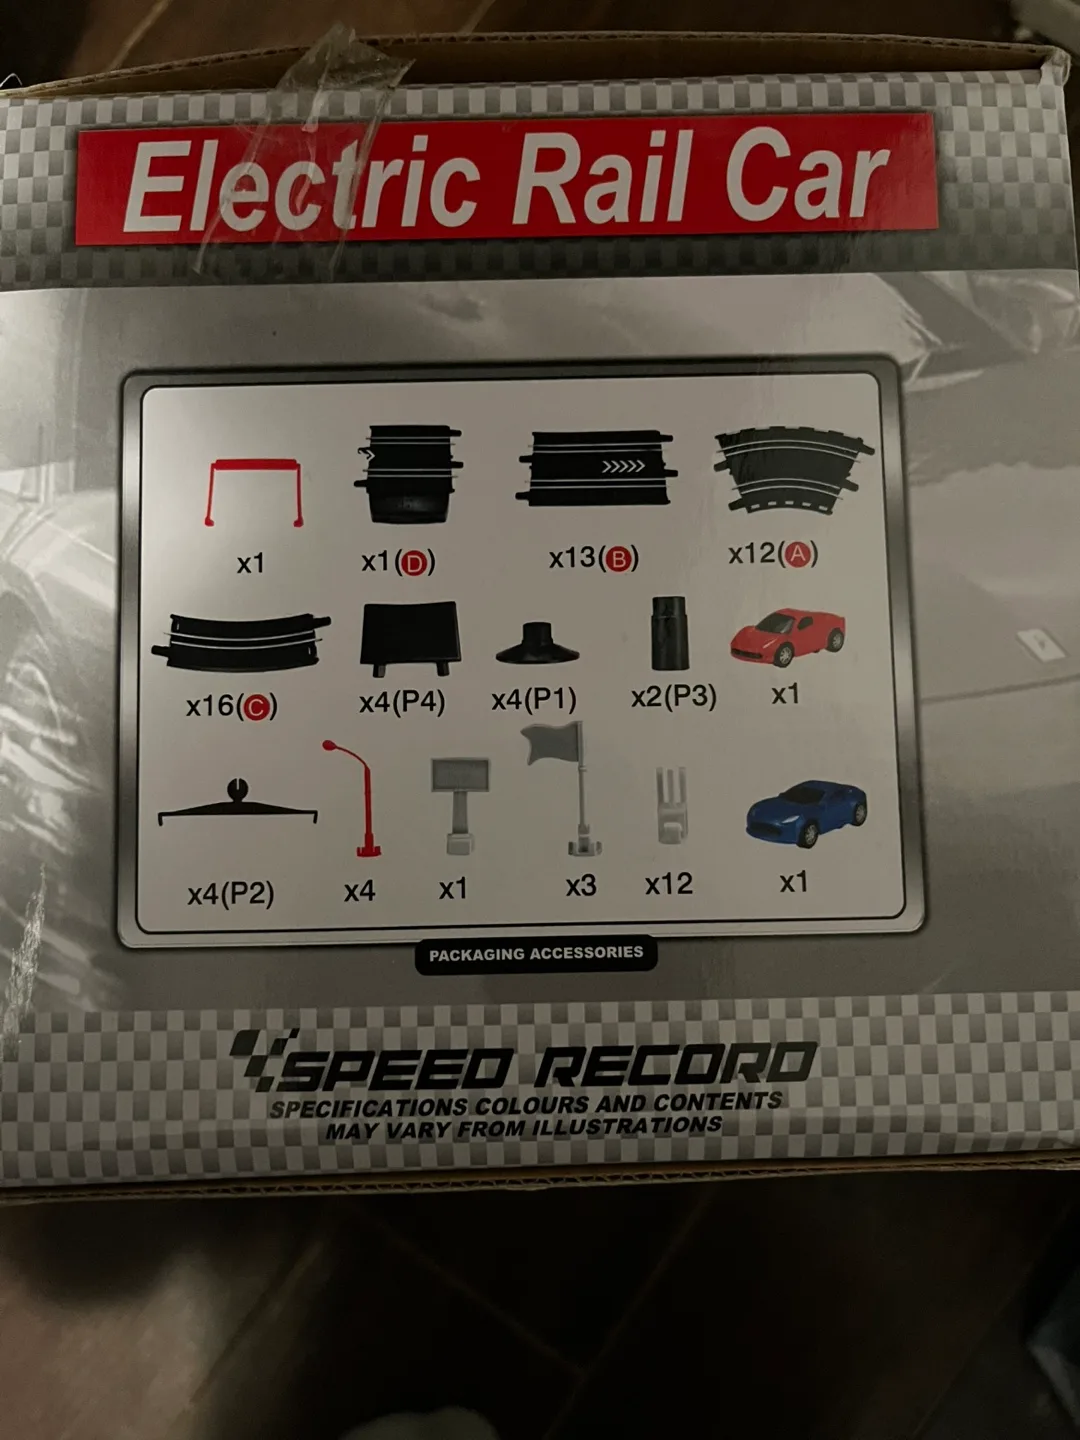 Electric Rail Car
x1
x1(D)
x13(B)
x12(A)
x16(C)
x4(P4)
x4(P1)
x2(P3)
x1
x4(P2)
x4
x1
x3
x12
x1
PACKAGING ACCESSORIES
SPEED RECORD
SPECIFICATIONS COLOURS AND CONTENTS
MAY VARY FROM ILLUSTRATIONS